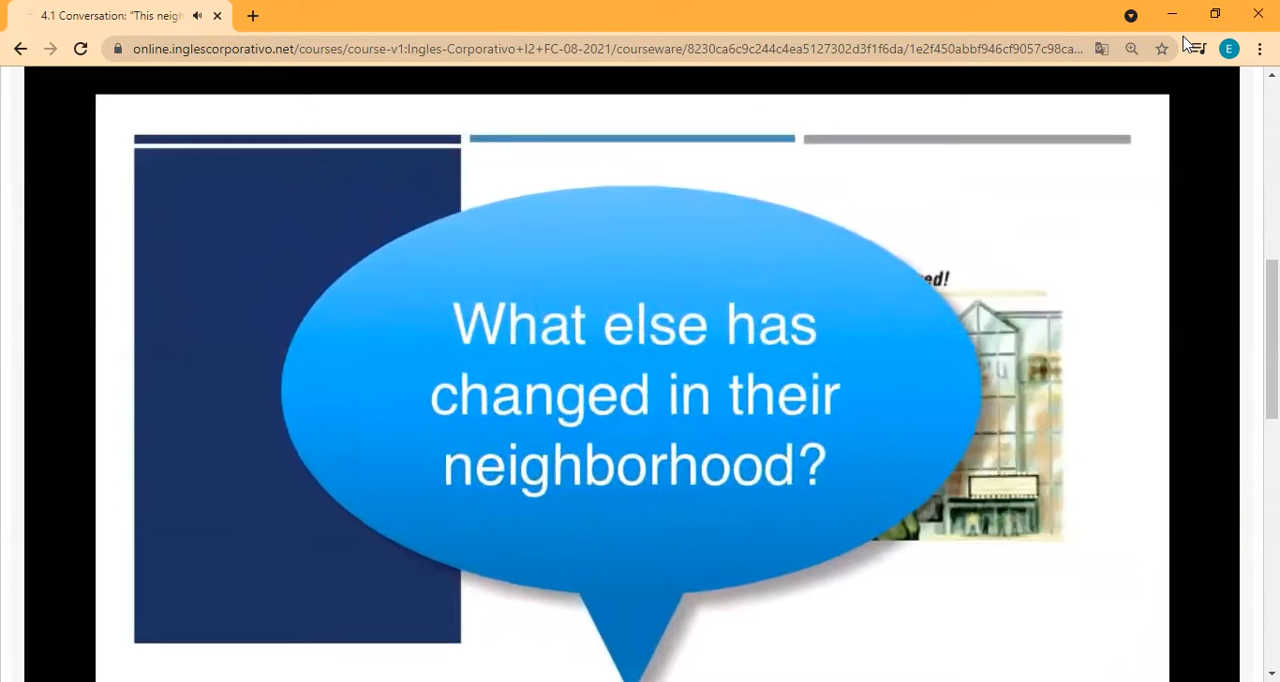 4.1 Conversation: "This neigh
online.inglescorporativo.net/courses/course-v1:Ingles-Corporativo+I2+FC-08-2021/courseware/8230ca6c9c244c4ea5127302d3f1f6da/1e2f450abbf946cf9057c98ca...
E
ed!
What else has
changed in their
neighborhood?